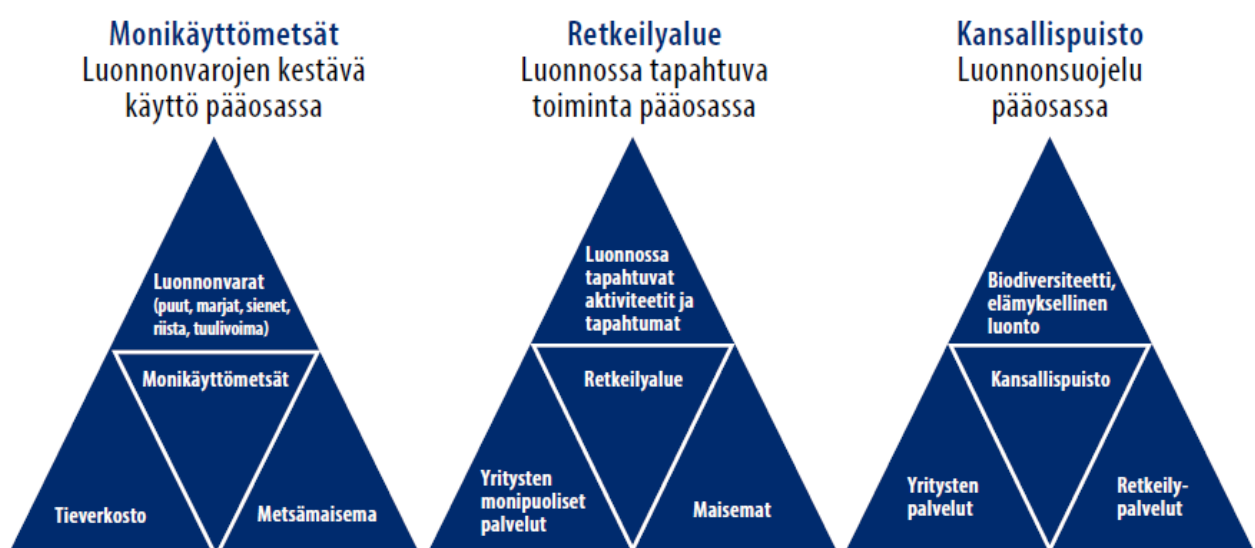 Monikäyttömetsät
Luonnonvarojen kestävä
käyttö pääosassa
Luonnonvarat
(puut, marjat, sienet,
riista, tuulivoima)
Monikäyttömetsät
Tieverkosto
Metsämaisema
Retkeilyalue
Luonnossa tapahtuva
toiminta pääosassa
Luonnossa
tapahtuvat
aktiviteetit ja
tapahtumat
Retkeilyalue
Yritysten
monipuoliset
palvelut
Maisemat
Kansallispuisto
Luonnonsuojelu
pääosassa
Biodiversiteetti,
elämyksellinen
luonto
Kansallispuisto
Yritysten
palvelut
Retkeily-
palvelut